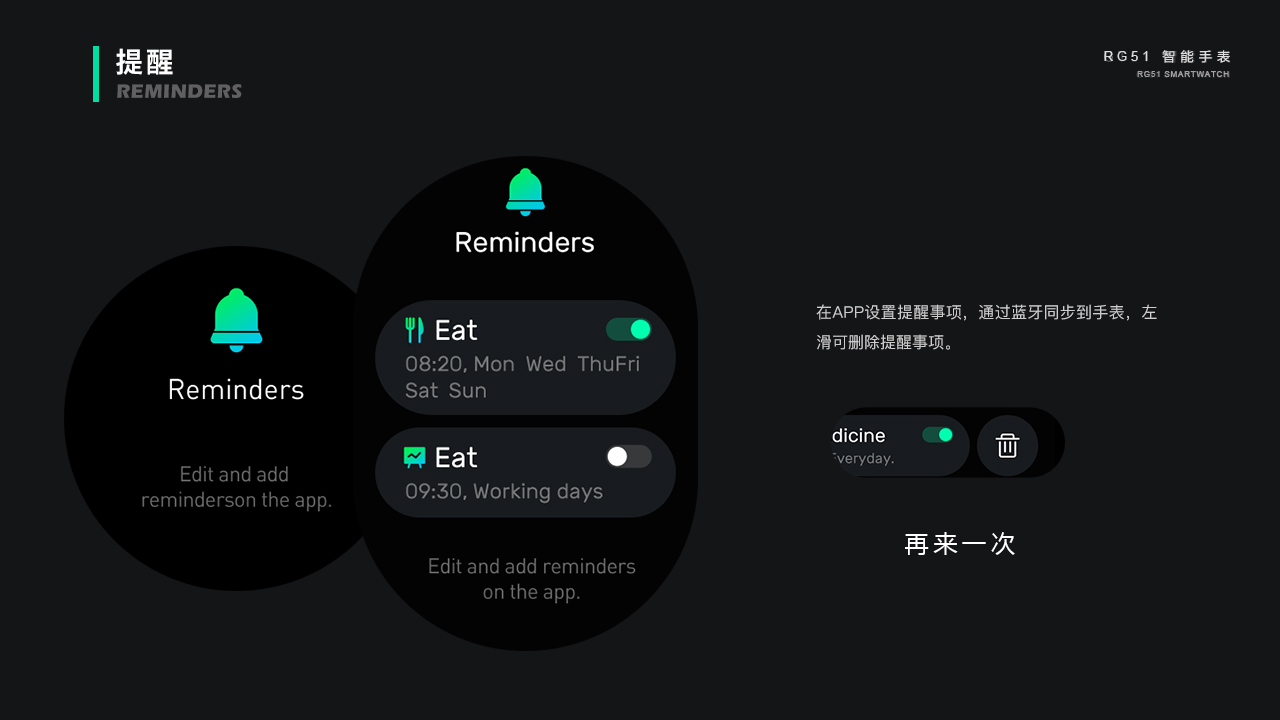 提醒
REMINDERS
RG51 智能手表
RG51 SMARTWATCH
Reminders
Edit and add
reminderson the app.
Reminders
Eat
08:20, Mon Wed ThuFri
Sat Sun
Eat
09:30, Working days
Edit and add reminders
on the app.
在APP设置提醒事项，通过蓝牙同步到手表，左
滑可删除提醒事项。
dicine
Everyday.
再来一次